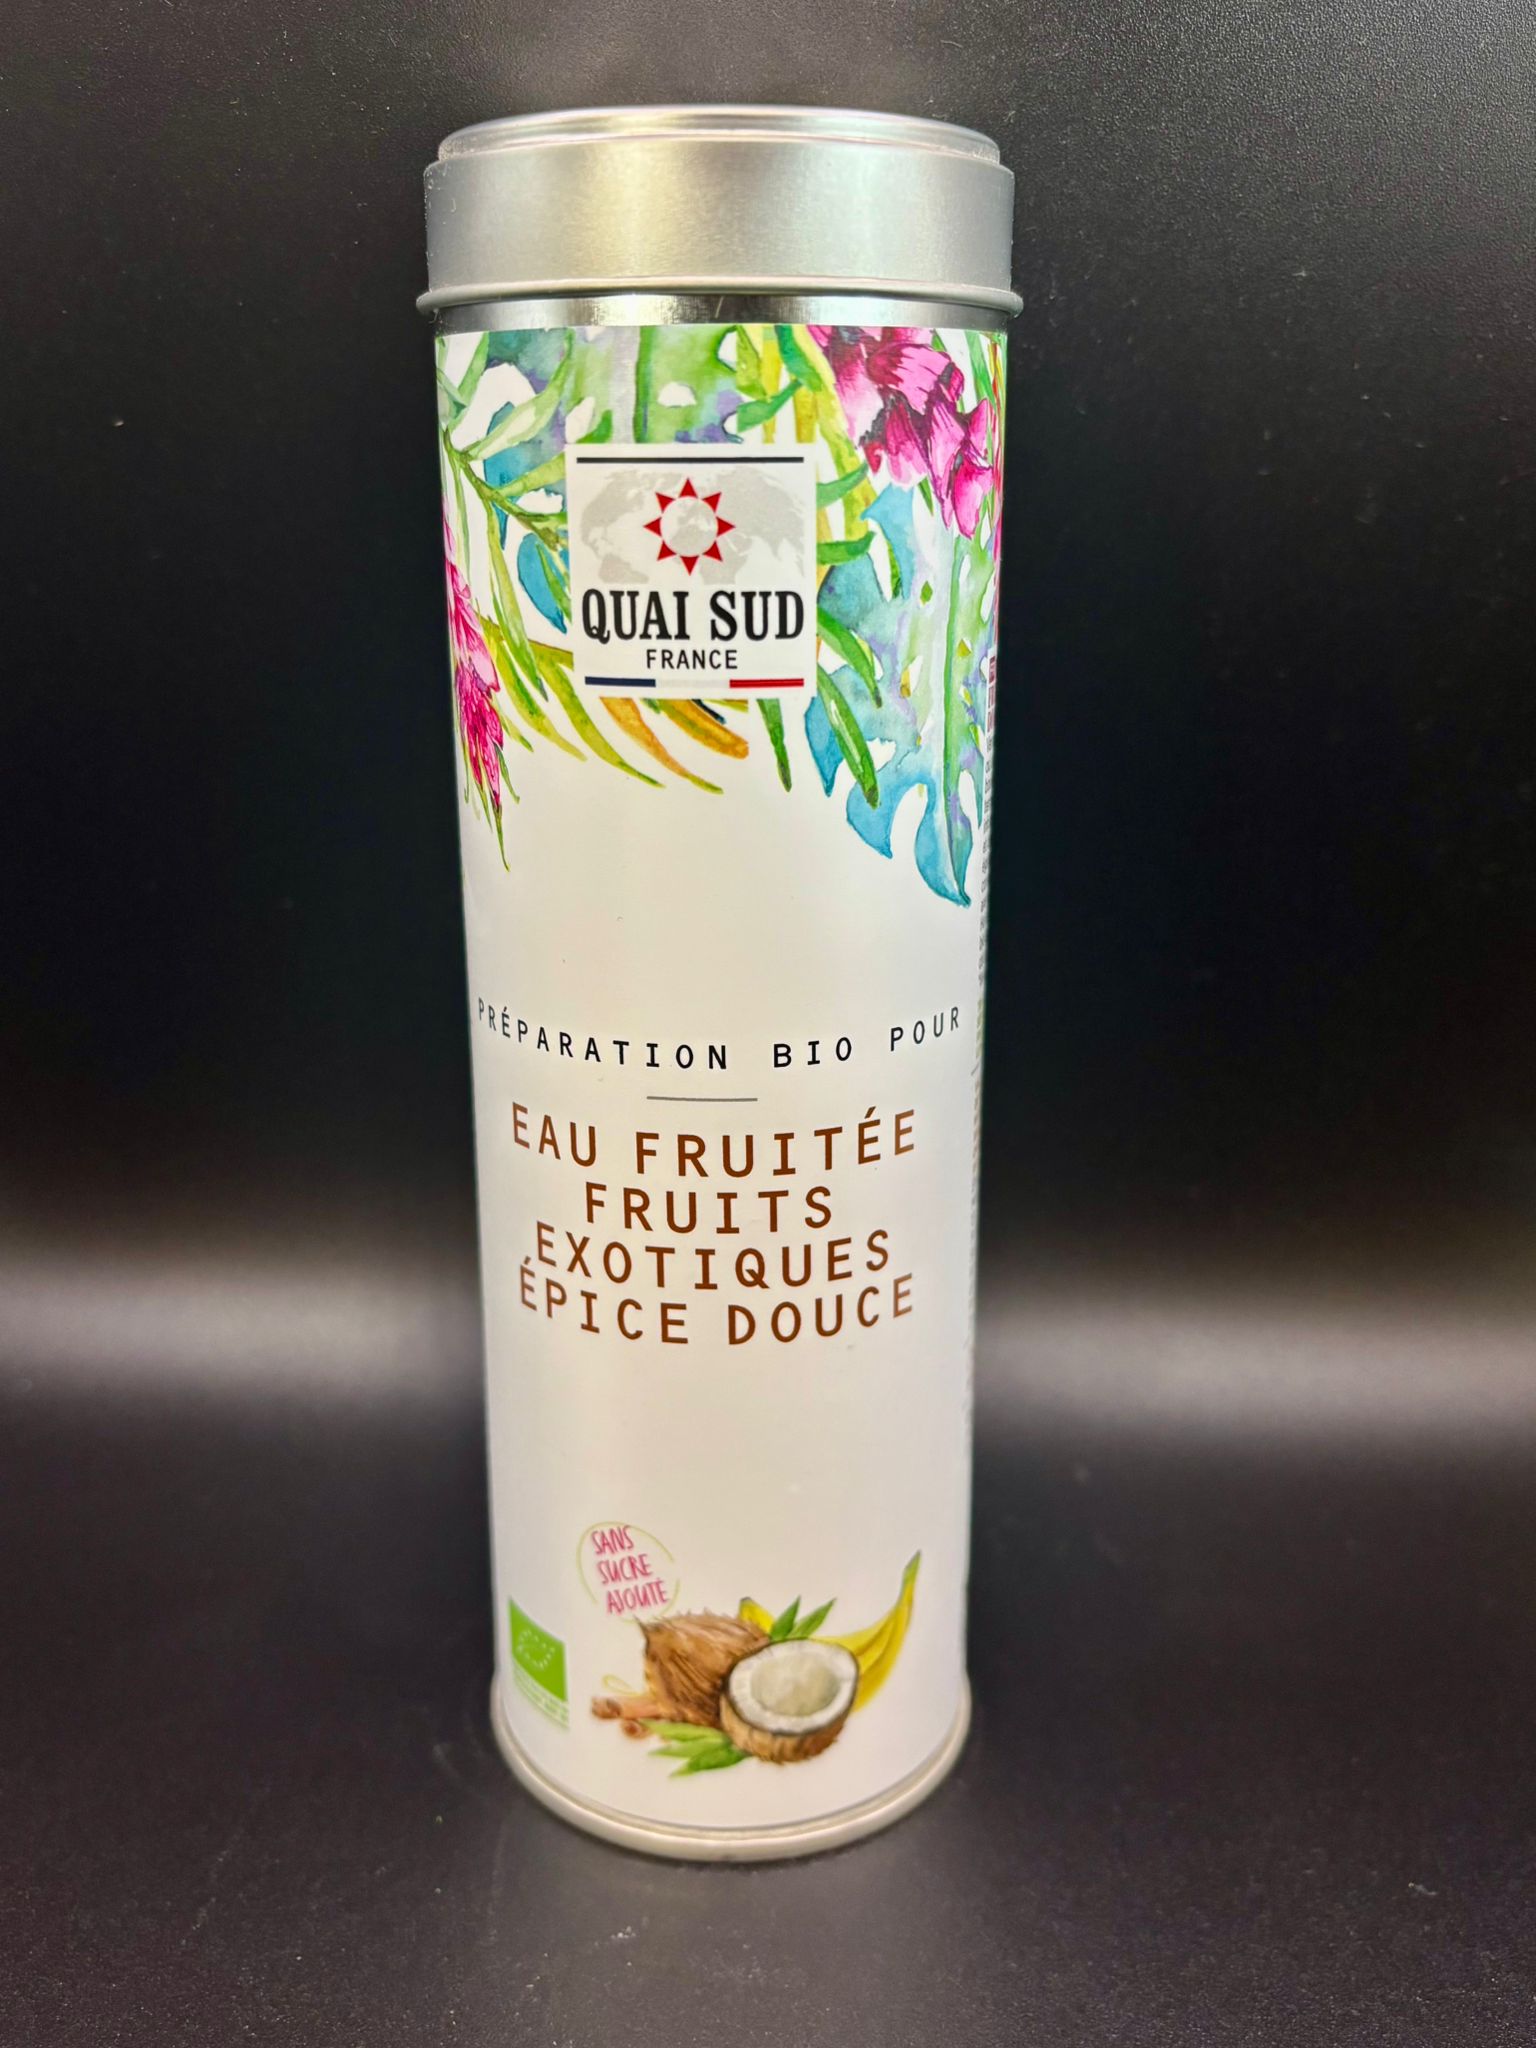 QUAI SUD
FRANCE
PRÉPARATION BIO POUR
EAU FRUITÉE
FRUITS
EXOTIQUES
ÉPICE DOUCE
SANS
SUCRE
AJOUTÉ